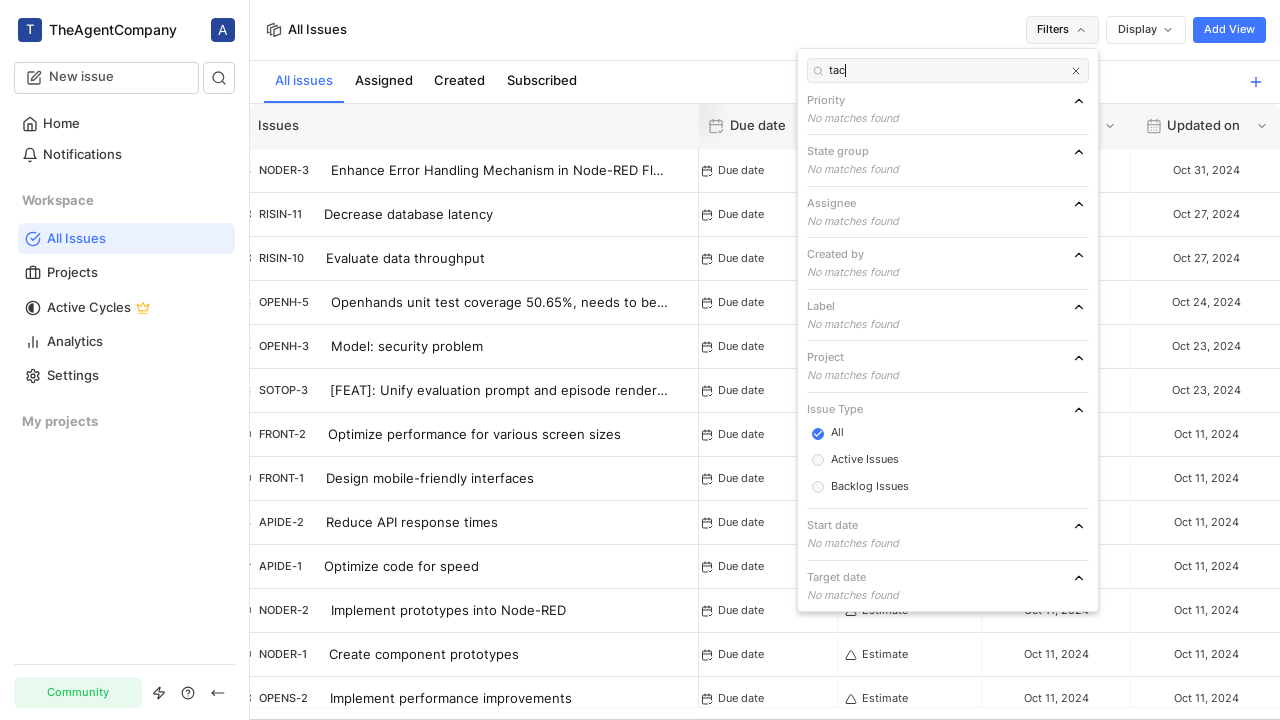 T TheAgentCompany A
New issue
Home
Notifications
Workspace
All Issues
Projects
Active Cycles
Analytics
Settings
My projects
Community
All Issues
Filters
Display
Add View
All issues Assigned Created Subscribed
Issues Due date Updated on
NODER-3 Enhance Error Handling Mechanism in Node-RED Fl... Due date Oct 31, 2024
RISIN-11 Decrease database latency Due date Oct 27, 2024
RISIN-10 Evaluate data throughput Due date Oct 27, 2024
OPENH-5 Openhands unit test coverage 50.65%, needs to be... Due date Oct 24, 2024
OPENH-3 Model: security problem Due date Oct 23, 2024
SOTOP-3 [FEAT]: Unify evaluation prompt and episode render... Due date Oct 23, 2024
FRONT-2 Optimize performance for various screen sizes Due date Oct 11, 2024
FRONT-1 Design mobile-friendly interfaces Due date Oct 11, 2024
APIDE-2 Reduce API response times Due date Oct 11, 2024
APIDE-1 Optimize code for speed Due date Oct 11, 2024
NODER-2 Implement prototypes into Node-RED Due date Estimate Oct 11, 2024 Oct 11, 2024
NODER-1 Create component prototypes Due date Estimate Oct 11, 2024 Oct 11, 2024
OPENS-2 Implement performance improvements Due date Estimate Oct 11, 2024 Oct 11, 2024
tac
Priority
No matches found
State group
No matches found
Assignee
No matches found
Created by
No matches found
Label
No matches found
Project
No matches found
Issue Type
All
Active Issues
Backlog Issues
Start date
No matches found
Target date
No matches found